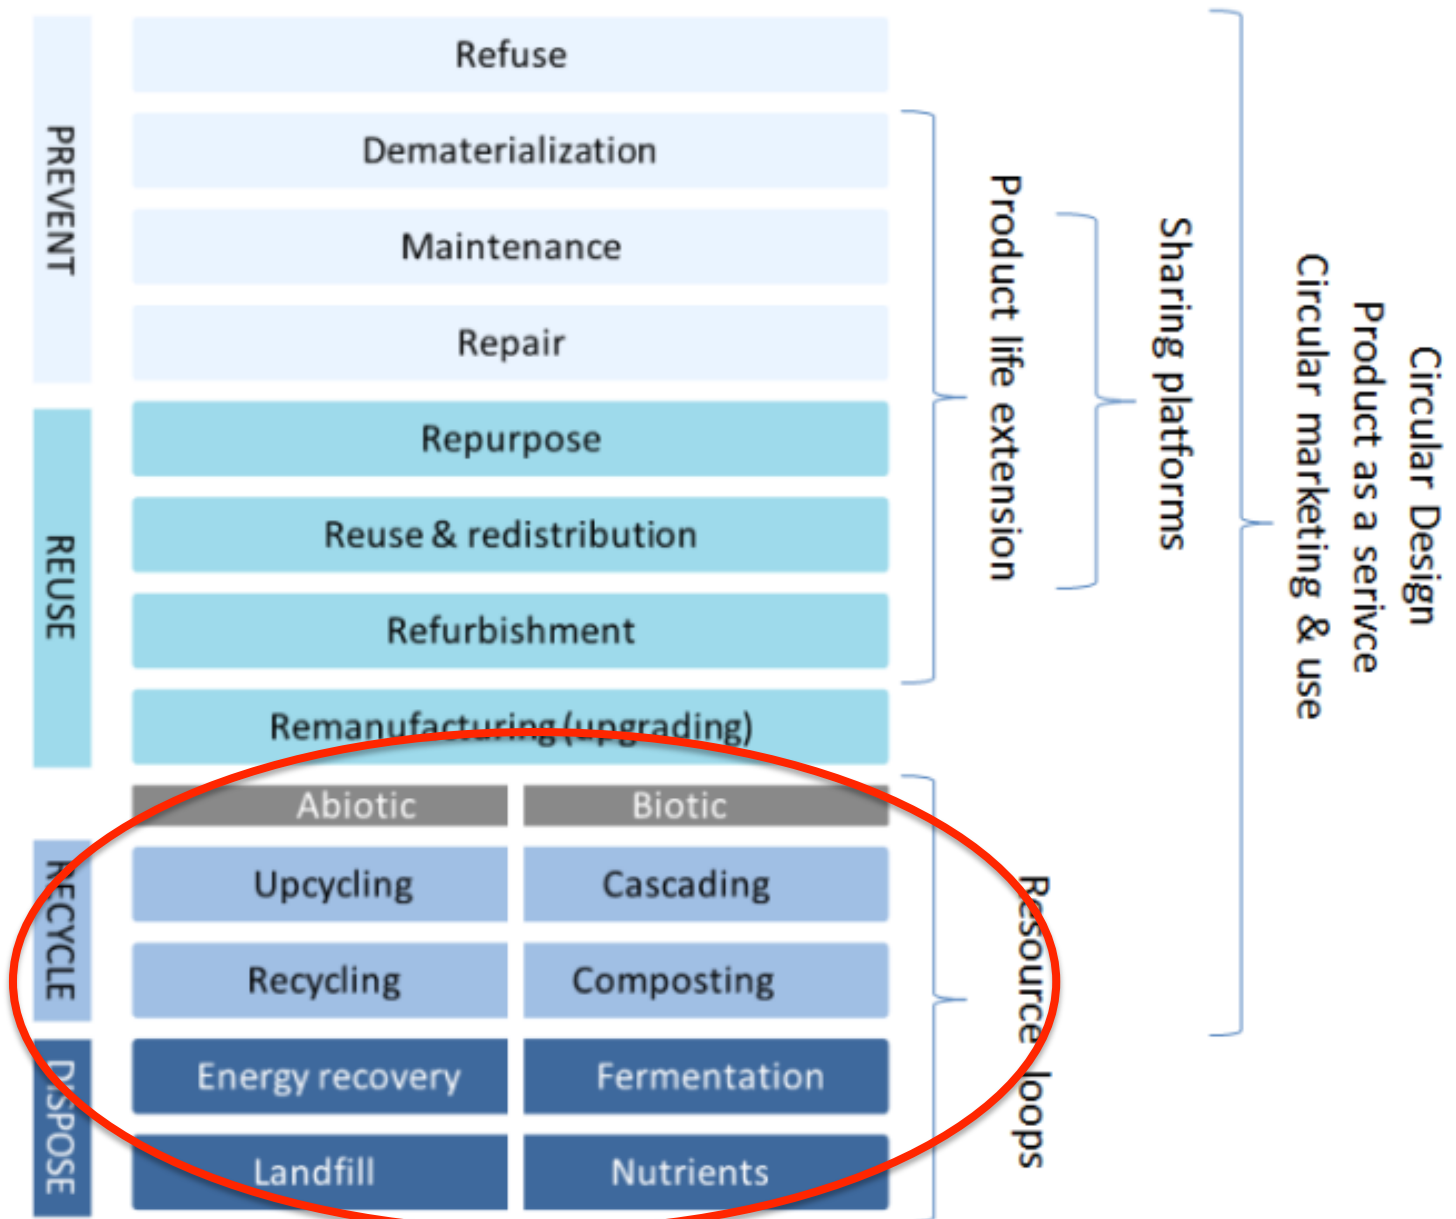 PREVENT
Refuse
Dematerialization
Maintenance
Repair
REUSE
Repurpose
Reuse & redistribution
Refurbishment
Remanufacturing (upgrading)
Abiotic
Biotic
RECYCLE
Upcycling
Cascading
Recycling
Composting
DISPOSE
Energy recovery
Fermentation
Landfill
Nutrients
Product life extension
Sharing platforms
Resource loops
Circular Design
Product as a serivce
Circular marketing & use